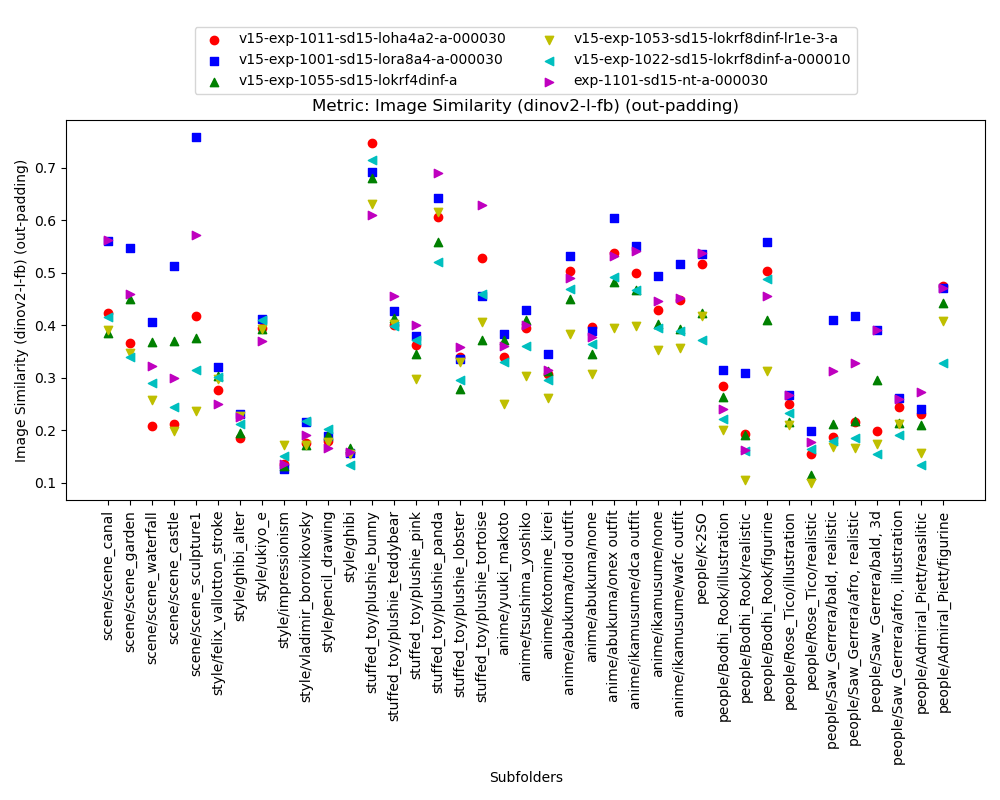 v15-exp-1011-sd15-loha4a2-a-000030
v15-exp-1001-sd15-lora8a4-a-000030
v15-exp-1055-sd15-lokrf4dinf-a
v15-exp-1053-sd15-lokrf8dinf-lr1e-3-a
v15-exp-1022-sd15-lokrf8dinf-a-000010
exp-1101-sd15-nt-a-000030
Metric: Image Similarity (dinov2-l-fb) (out-padding)
Image Similarity (dinov2-l-fb) (out-padding)
0.7
0.6
0.5
0.4
0.3
0.2
0.1
scene/scene_canal
scene/scene_garden
scene/scene_waterfall
scene/scene_castle
scene/scene_sculpture1
style/felix_vallotton_stroke
style/ghibi_alter
style/ukiyo_e
style/impressionism
style/vladimir_borovikovsky
style/pencil_drawing
style/ghibi
stuffed_toy/plushie_bunny
stuffed_toy/plushie_teddybear
stuffed_toy/plushie_pink
stuffed_toy/plushie_panda
stuffed_toy/plushie_lobster
stuffed_toy/plushie_tortoise
anime/yuuki_makoto
anime/tsushima_yoshiko
anime/kotomine_kirei
anime/abukuma/toid outfit
anime/abukuma/none
anime/abukuma/onex outfit
anime/ikamusume/dca outfit
anime/ikamusume/none
anime/ikamusume/wafc outfit
people/K-2SO
people/Bodhi_Rook/illustration
people/Bodhi_Rook/realistic
people/Bodhi_Rook/figurine
people/Rose_Tico/illustration
people/Rose_Tico/realistic
people/Saw_Gerrera/bald, realistic
people/Saw_Gerrera/afro, realistic
people/Saw_Gerrera/bald, 3d
people/Saw_Gerrera/afro, illustration
people/Admiral_Piett/reaslitic
people/Admiral_Piett/figurine
Subfolders